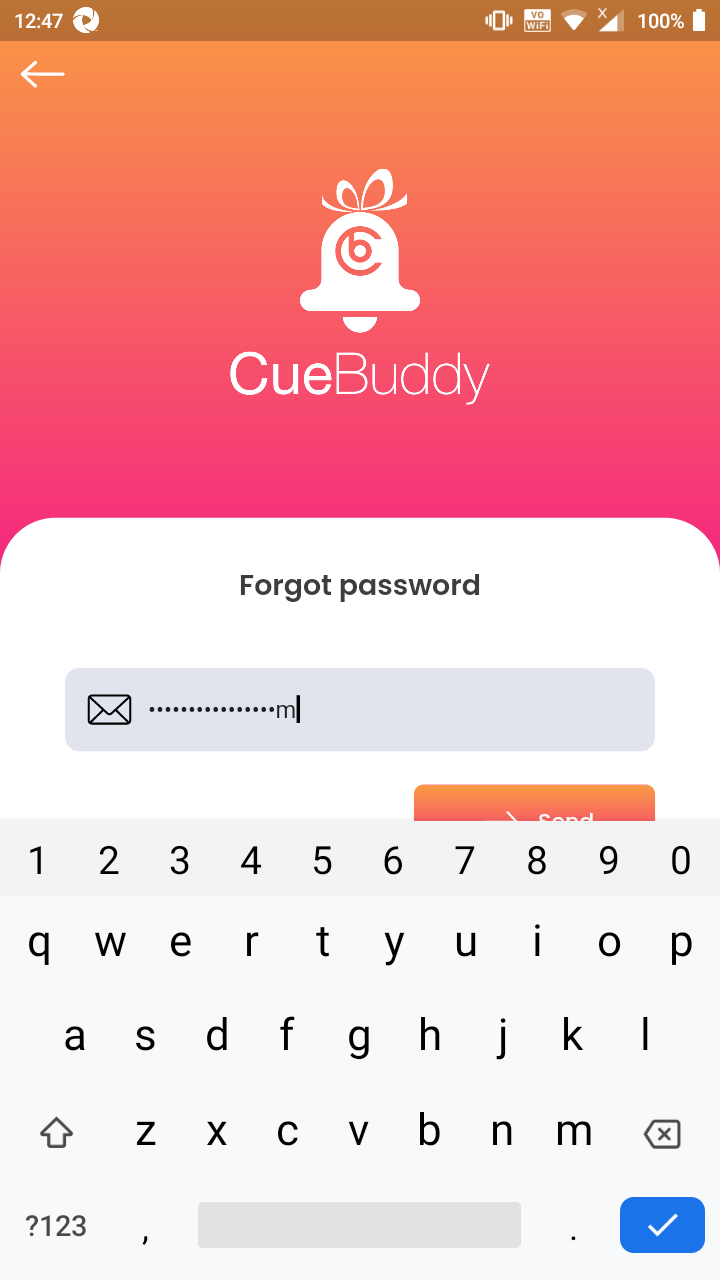 12:47 VO WiFi X 100%
CueBuddy
Forgot password
••••••••••••••••m
Send
1 2 3 4 5 6 7 8 9 0
q w e r t y u i o p
a s d f g h j k l
z x c v b n m
?123 , .